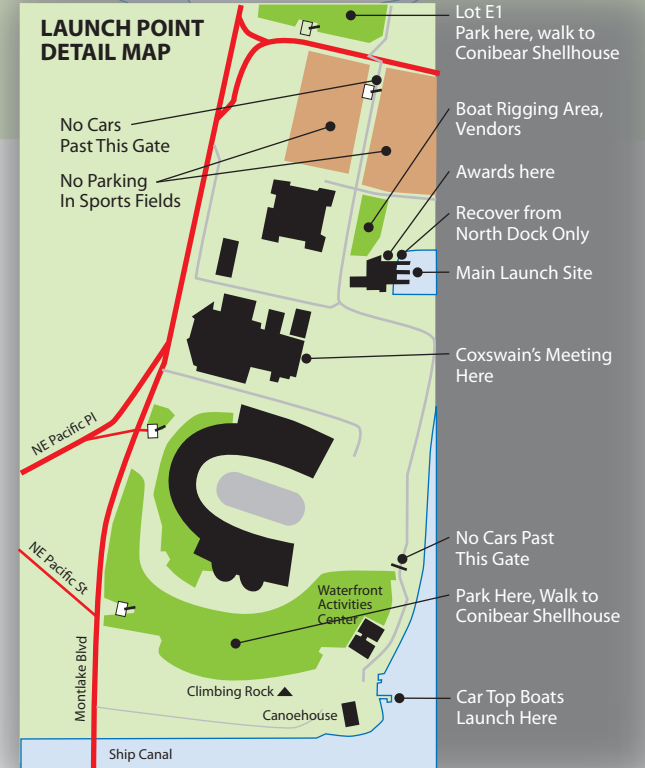 LAUNCH POINT
DETAIL MAP
Lot E1
Park here, walk to
Conibear Shellhouse
No Cars
Past This Gate
No Parking
In Sports Fields
Boat Rigging Area,
Vendors
Awards here
Recover from
North Dock Only
Main Launch Site
Coxswain's Meeting
Here
NE Pacific Pl
NE Pacific St
Montlake Blvd
No Cars Past
This Gate
Waterfront
Activities
Center
Park Here, Walk to
Conibear Shellhouse
Climbing Rock
Canoehouse
Car Top Boats
Launch Here
Ship Canal